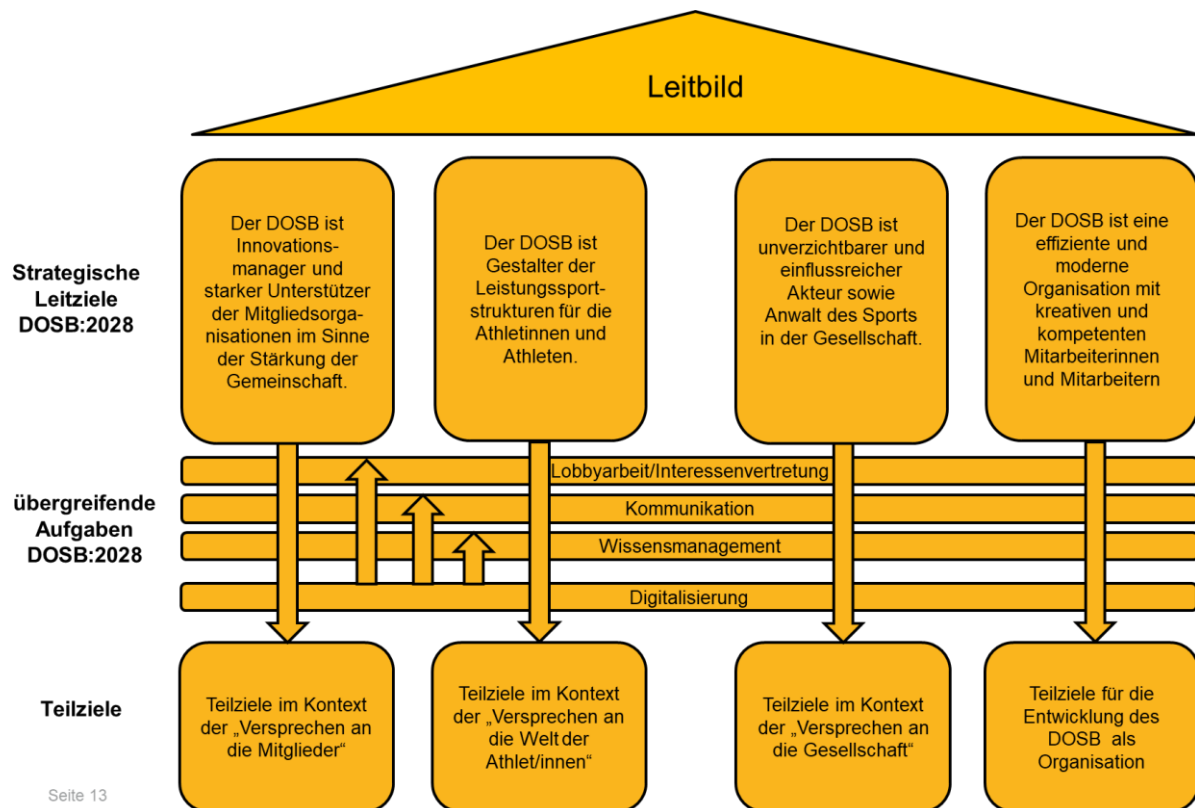 Leitbild
Strategische
Leitziele
DOSB:2028
Der DOSB ist
Innovations-
manager und
starker Unterstützer
der Mitgliedsorga-
nisationen im Sinne
der Stärkung der
Gemeinschaft.
Der DOSB ist
Gestalter der
Leistungssport-
strukturen für die
Athletinnen und
Athleten.
Der DOSB ist
unverzichtbarer und
einflussreicher
Akteur sowie
Anwalt des Sports
in der Gesellschaft.
Der DOSB ist eine
effiziente und
moderne
Organisation mit
kreativen und
kompetenten
Mitarbeiterinnen
und Mitarbeitern
übergreifende
Aufgaben
DOSB:2028
Lobbyarbeit/Interessenvertretung
Kommunikation
Wissensmanagement
Digitalisierung
Teilziele
Teilziele im Kontext
der „Versprechen an
die Mitglieder“
Teilziele im Kontext
der „Versprechen an
die Welt der
Athlet/innen“
Teilziele im Kontext
der „Versprechen an
die Gesellschaft“
Teilziele für die
Entwicklung des
DOSB als
Organisation
Seite 13